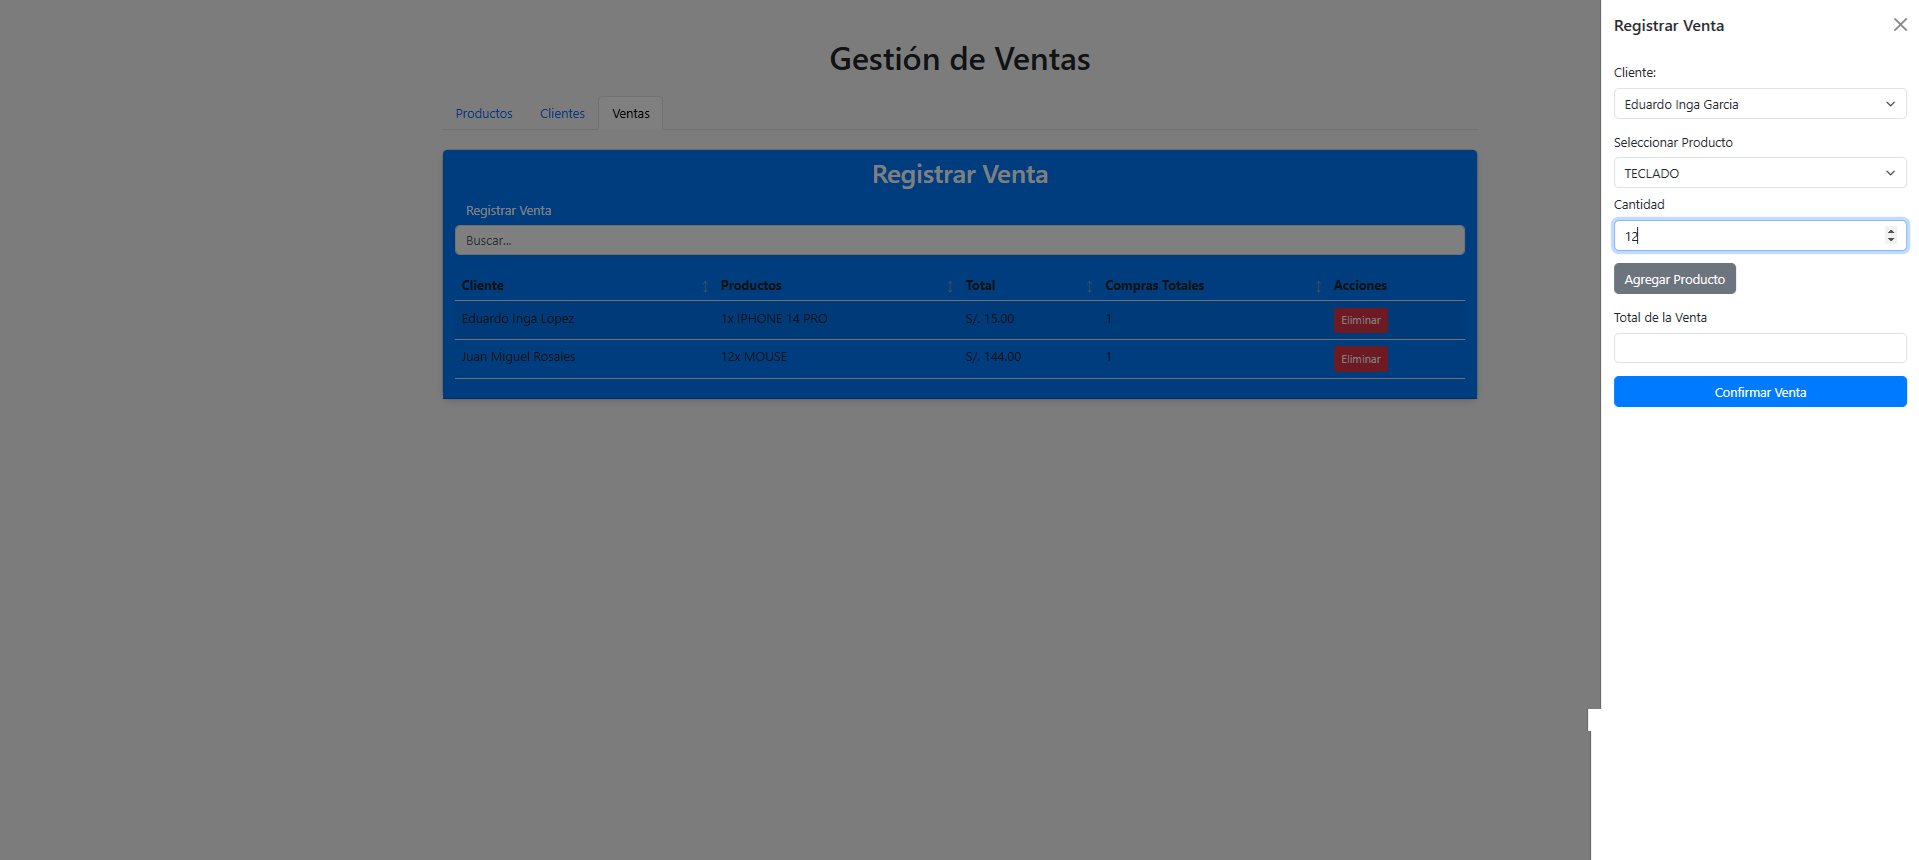 Gestión de Ventas
Productos Clientes Ventas
Registrar Venta
Registrar Venta
Buscar...
Cliente Productos Total Compras Totales Acciones
Eduardo Inga Lopez 1x IPHONE 14 PRO S/. 15.00 1 Eliminar
Juan Miguel Rosales 12x MOUSE S/. 144.00 1 Eliminar
Registrar Venta
Cliente:
Eduardo Inga Garcia
Seleccionar Producto
TECLADO
Cantidad
12
Agregar Producto
Total de la Venta
Confirmar Venta